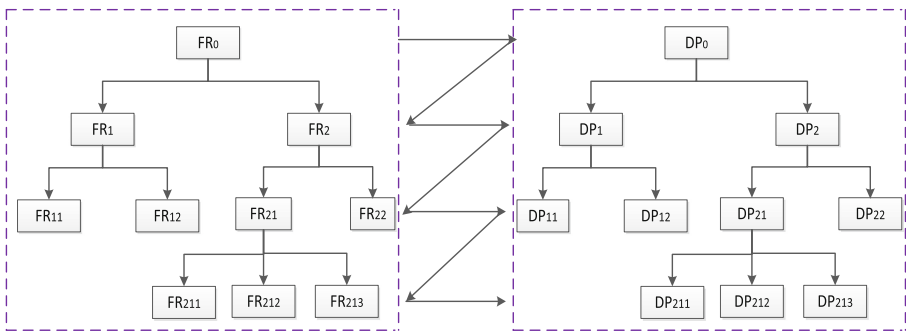 FR0 DP0
FR1 FR2 DP1 DP2
FR11 FR12 FR21 FR22 DP11 DP12 DP21 DP22
FR211 FR212 FR213 DP211 DP212 DP213